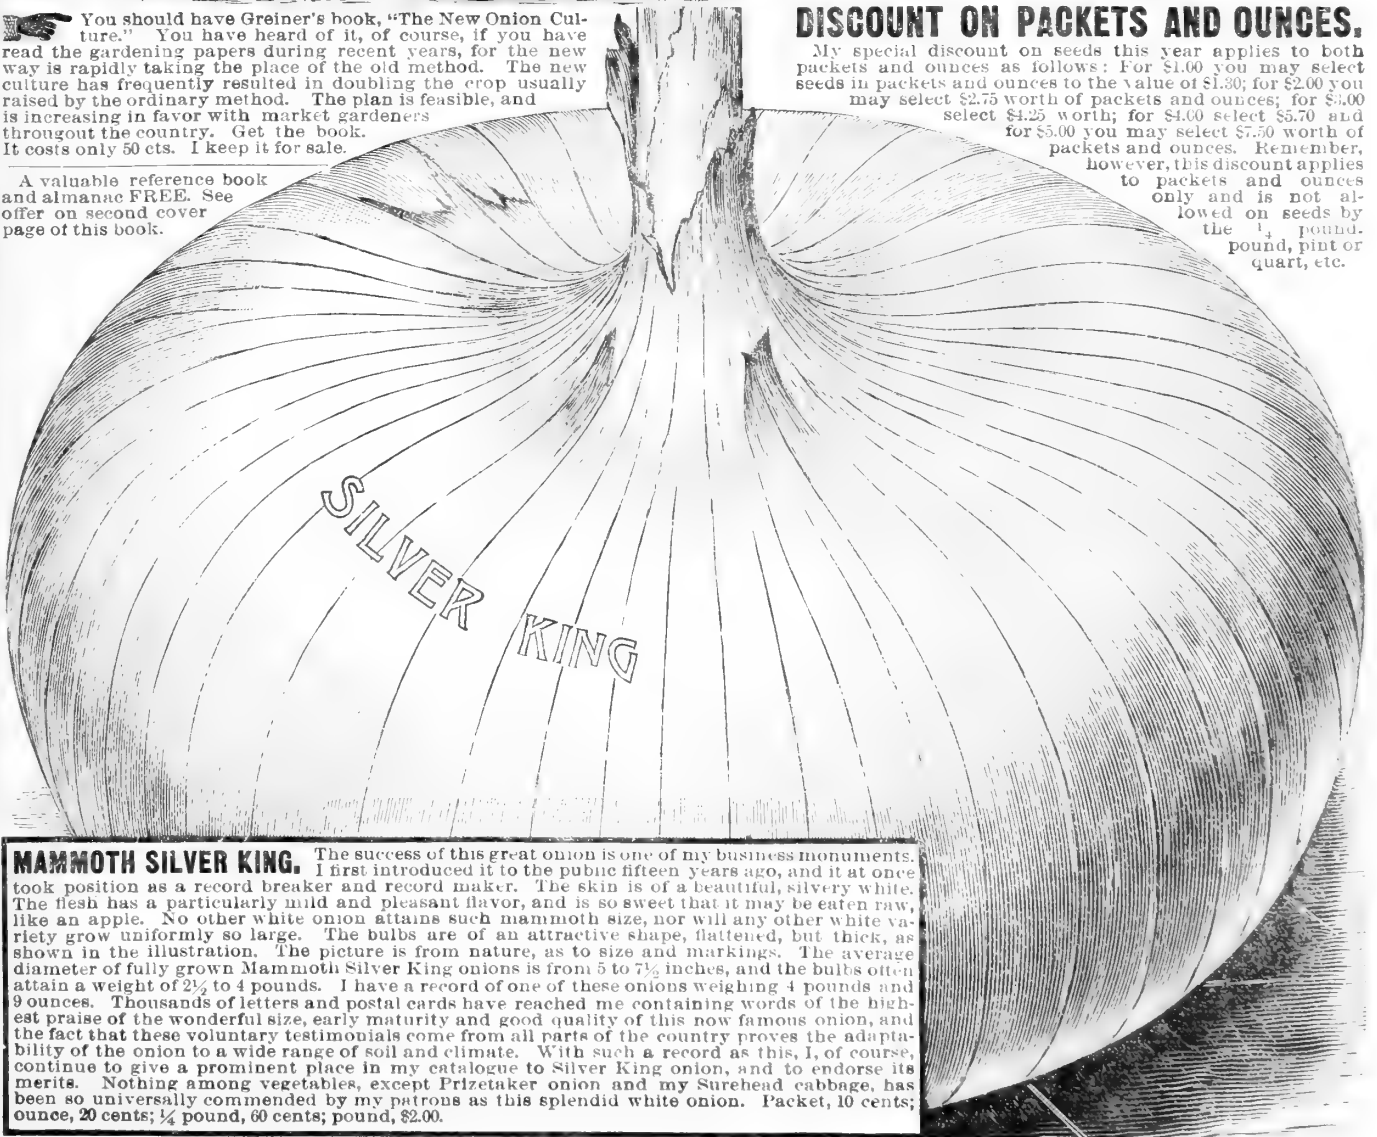 You should have Greiner's book, "The New Onion Cul-
ture." You have heard of it, of course, if you have
read the gardening papers during recent years, for the new
way is rapidly taking the place of the old method. The new
culture has frequently resulted in doubling the crop usually
raised by the ordinary method. The plan is feasible, and
is increasing in favor with market gardeners
througout the country. Get the book.
It costs only 50 cts. I keep it for sale.
A valuable reference book
and almanac FREE. See
offer on second cover
page of this book.
DISCOUNT ON PACKETS AND OUNCES.
My special discount on seeds this year applies to both
packets and ounces as follows: For $1.00 you may select
seeds in packets and ounces to the value of $1.30; for $2.00 you
may select $2.75 worth of packets and ounces; for $3.00
select $4.25 worth; for $4.00 select $5.70 and
for $5.00 you may select $7.50 worth of
packets and ounces. Remember,
however, this discount applies
to packets and ounces
only and is not al-
lowed on seeds by
the ¼ pound.
pound, pint or
quart, etc.
SILVER KING
MAMMOTH SILVER KING. The success of this great onion is one of my business monuments.
I first introduced it to the public fifteen years ago, and it at once
took position as a record breaker and record maker. The skin is of a beautiful, silvery white.
The flesh has a particularly mild and pleasant flavor, and is so sweet that it may be eaten raw,
like an apple. No other white onion attains such mammoth size, nor will any other white va-
riety grow uniformly so large. The bulbs are of an attractive shape, flattened, but thick, as
shown in the illustration. The picture is from nature, as to size and markings. The average
diameter of fully grown Mammoth Silver King onions is from 5 to 7½ inches, and the bulbs often
attain a weight of 2½ to 4 pounds. I have a record of one of these onions weighing 4 pounds and
9 ounces. Thousands of letters and postal cards have reached me containing words of the high-
est praise of the wonderful size, early maturity and good quality of this now famous onion, and
the fact that these voluntary testimonials come from all parts of the country proves the adapta-
bility of the onion to a wide range of soil and climate. With such a record as this, I, of course,
continue to give a prominent place in my catalogue to Silver King onion, and to endorse its
merits. Nothing among vegetables, except Prizetaker onion and my Surehead cabbage, has
been so universally commended by my patrons as this splendid white onion. Packet, 10 cents;
ounce, 20 cents; ¼ pound, 60 cents; pound, $2.00.